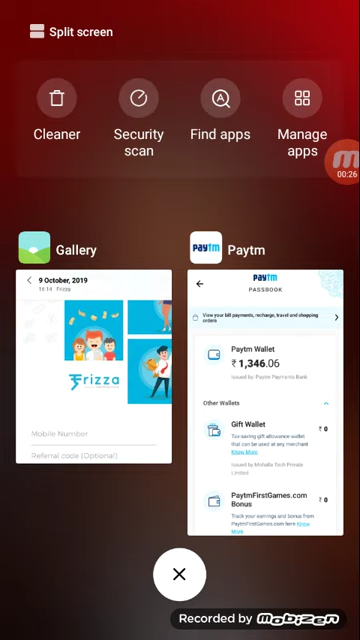 Split screen
Cleaner
Security
scan
Find apps
Manage
apps
00:26
Gallery
Paytm
9 October, 2019
16:14 Frizza
Frizza
Mobile Number
Referral code (Optional)
paytm
PASSBOOK
View your bill payments, recharge, travel and shopping
orders
Paytm Wallet
₹ 1,346.06
Issued by Paytm Payments Bank
Other Wallets
Gift Wallet
₹ 0
Tax-saving gift allowance wallet
that can be used at any merchant
Know More
Issued by Mohalla Tech Private
Limited
PaytmFirstGames.com
Bonus
₹ 0
Track your earnings and bonus from
PaytmFirstGames.com here Know
More
Recorded by Mobizen